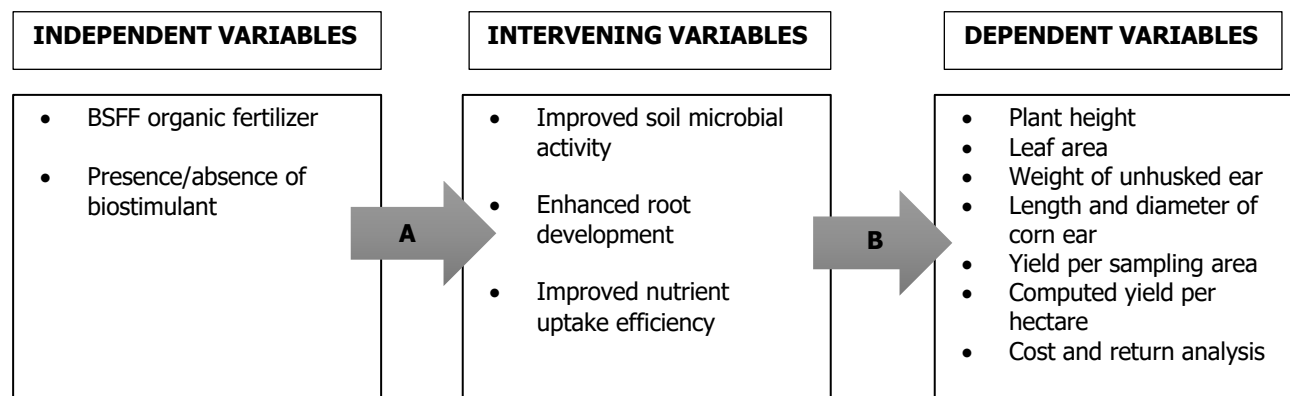 INDEPENDENT VARIABLES
• BSFF organic fertilizer
• Presence/absence of
biostimulant
A
INTERVENING VARIABLES
• Improved soil microbial
activity
• Enhanced root
development
• Improved nutrient
uptake efficiency
B
DEPENDENT VARIABLES
• Plant height
• Leaf area
• Weight of unhusked ear
• Length and diameter of
corn ear
• Yield per sampling area
• Computed yield per
hectare
• Cost and return analysis